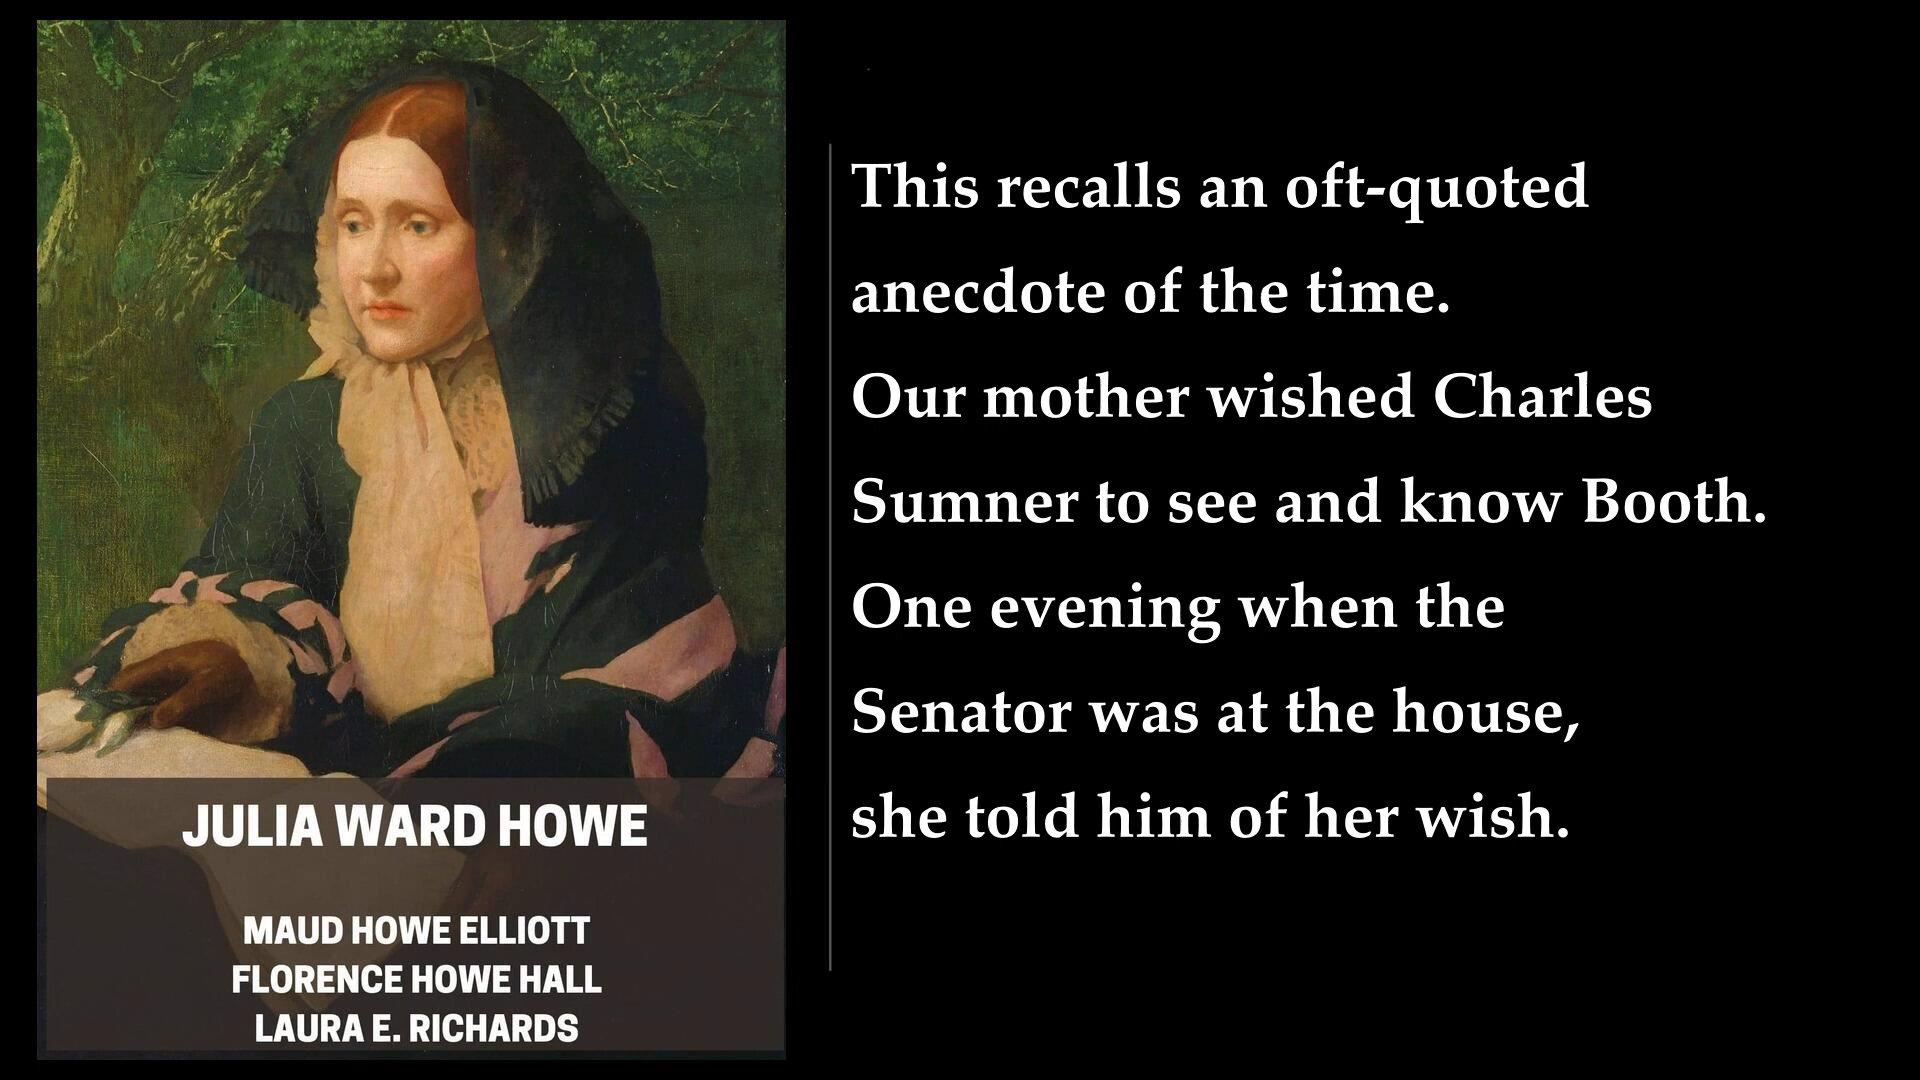 JULIA WARD HOWE
MAUD HOWE ELLIOTT
FLORENCE HOWE HALL
LAURA E. RICHARDS
This recalls an oft-quoted
anecdote of the time.
Our mother wished Charles
Sumner to see and know Booth.
One evening when the
Senator was at the house,
she told him of her wish.